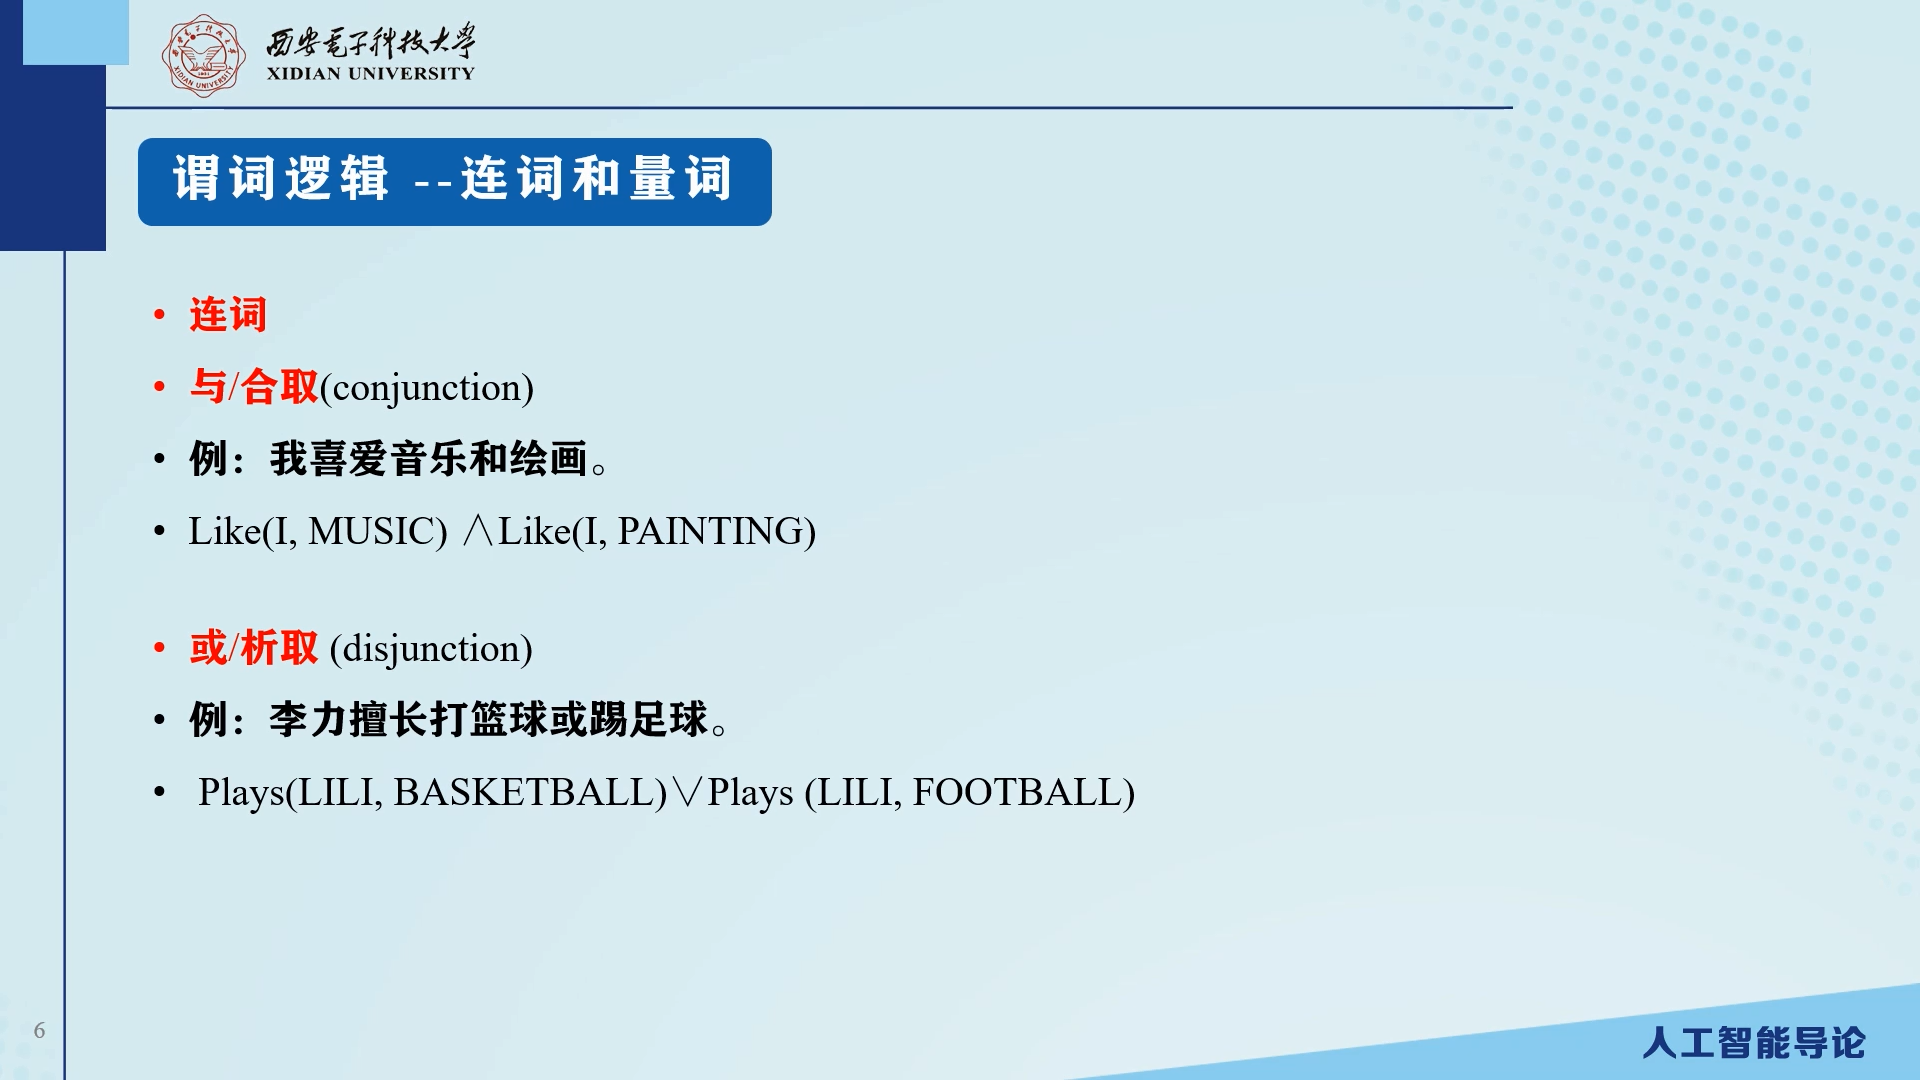 西安电子科技大学
XIDIAN UNIVERSITY
谓词逻辑 --连词和量词
• 连词
• 与/合取(conjunction)
• 例：我喜爱音乐和绘画。
• Like(I, MUSIC) ∧Like(I, PAINTING)
• 或/析取 (disjunction)
• 例：李力擅长打篮球或踢足球。
• Plays(LILI, BASKETBALL)∨Plays (LILI, FOOTBALL)
6
人工智能导论